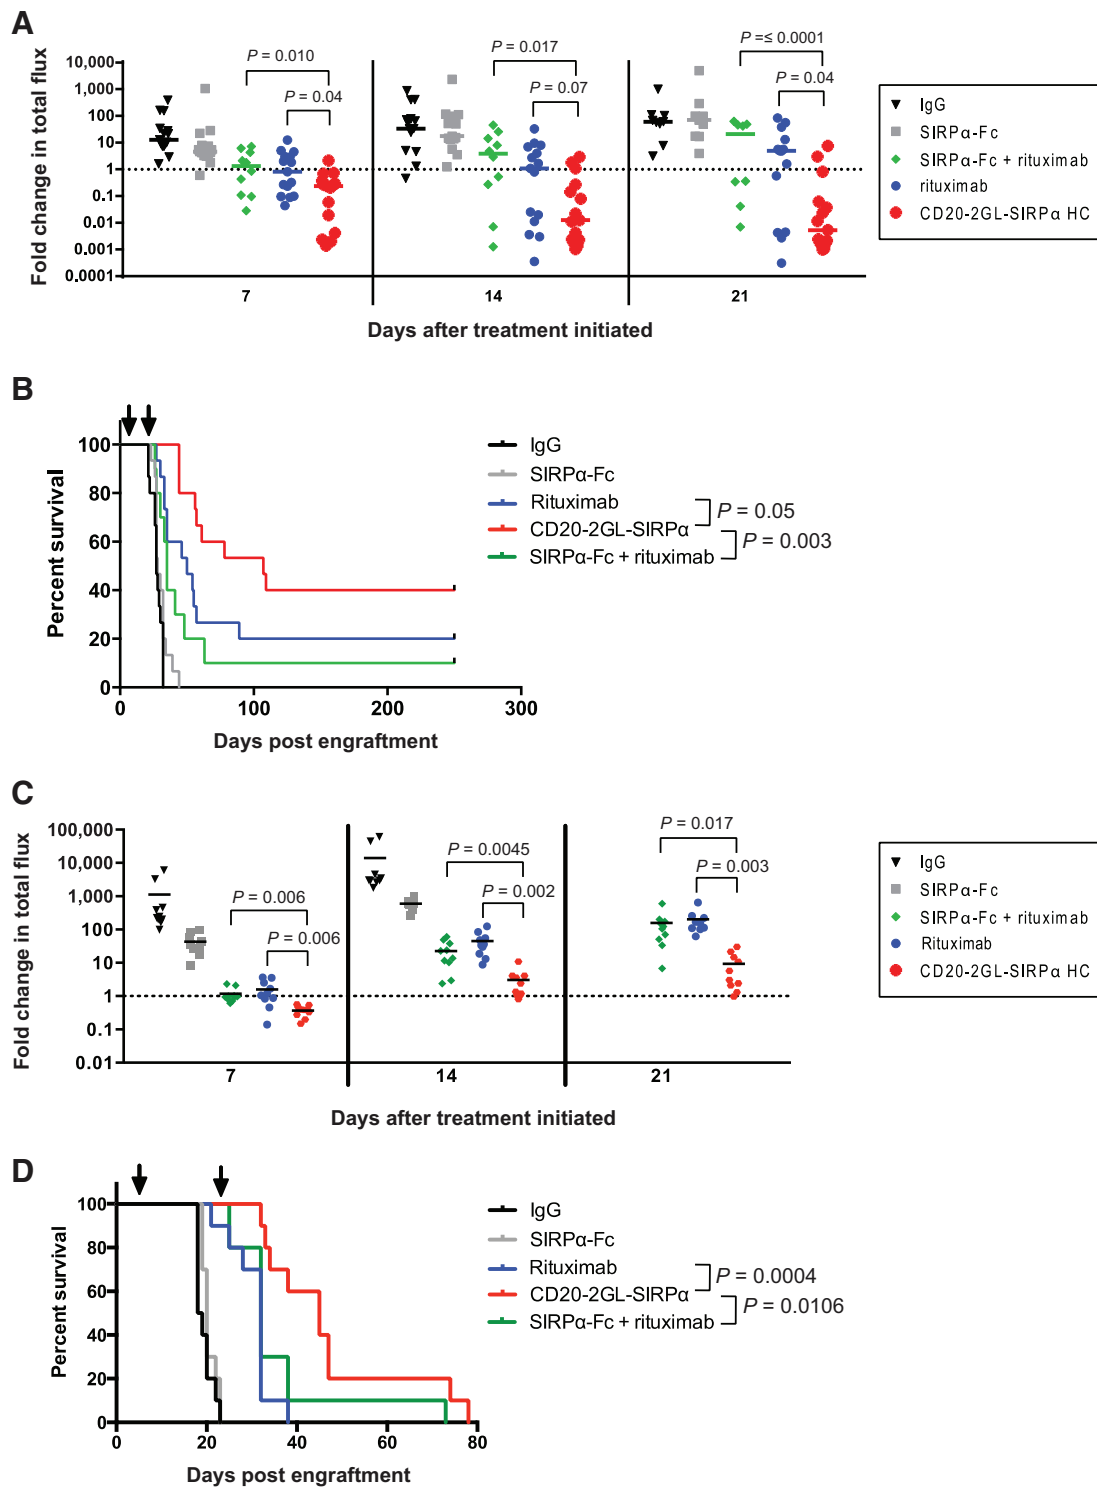 A
P = 0.010
P = 0.04
P = 0.017
P = 0.07
P =≤ 0.0001
P = 0.04
Fold change in total flux
10,000
1,000
100
10
1
0.1
0.01
0.001
0.0001
7
14
21
Days after treatment initiated
IgG
SIRPα-Fc
SIRPα-Fc + rituximab
rituximab
CD20-2GL-SIRPα HC
B
Percent survival
100
80
60
40
20
0
0
100
200
300
Days post engraftment
IgG
SIRPα-Fc
Rituximab
CD20-2GL-SIRPα
SIRPα-Fc + rituximab
P = 0.05
P = 0.003
C
Fold change in total flux
100,000
10,000
1,000
100
10
1
0.1
0.01
P = 0.006
P = 0.006
P = 0.0045
P = 0.002
P = 0.017
P = 0.003
7
14
21
Days after treatment initiated
IgG
SIRPα-Fc
SIRPα-Fc + rituximab
Rituximab
CD20-2GL-SIRPα HC
D
Percent survival
100
80
60
40
20
0
0
20
40
60
80
Days post engraftment
IgG
SIRPα-Fc
Rituximab
CD20-2GL-SIRPα
SIRPα-Fc + rituximab
P = 0.0004
P = 0.0106